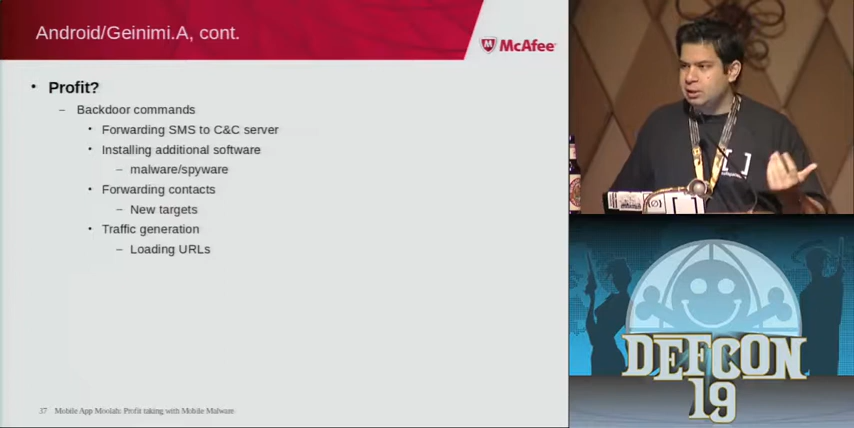 Android/Geinimi.A, cont.
McAfee
• Profit?
– Backdoor commands
• Forwarding SMS to C&C server
• Installing additional software
– malware/spyware
• Forwarding contacts
– New targets
• Traffic generation
– Loading URLs
37 Mobile App Moolah: Profit taking with Mobile Malware
DEFCON
19